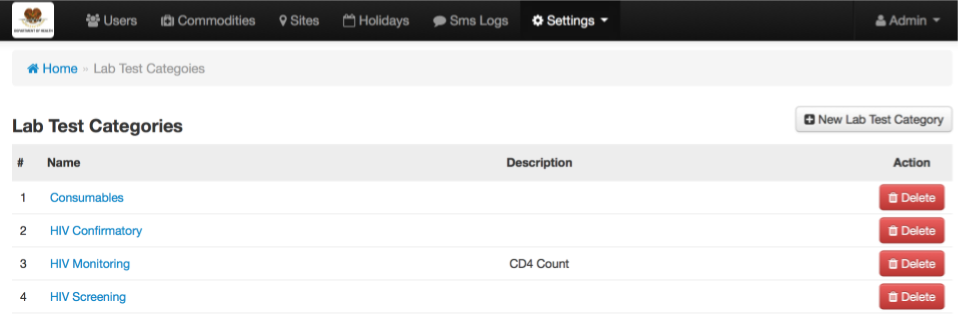 DEPARTMENT OF HEALTH
Users Commodities Sites Holidays Sms Logs Settings Admin
Home » Lab Test Categoies
Lab Test Categories
New Lab Test Category
# Name Description Action
1 Consumables Delete
2 HIV Confirmatory Delete
3 HIV Monitoring CD4 Count Delete
4 HIV Screening Delete